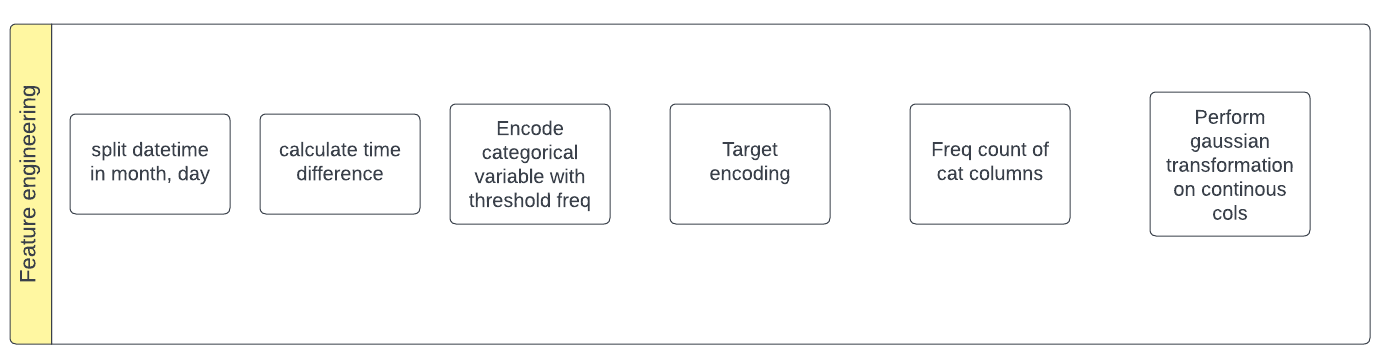 Feature engineering
split datetime
in month, day
calculate time
difference
Encode
categorical
variable with
threshold freq
Target
encoding
Freq count of
cat columns
Perform
gaussian
transformation
on continous
cols